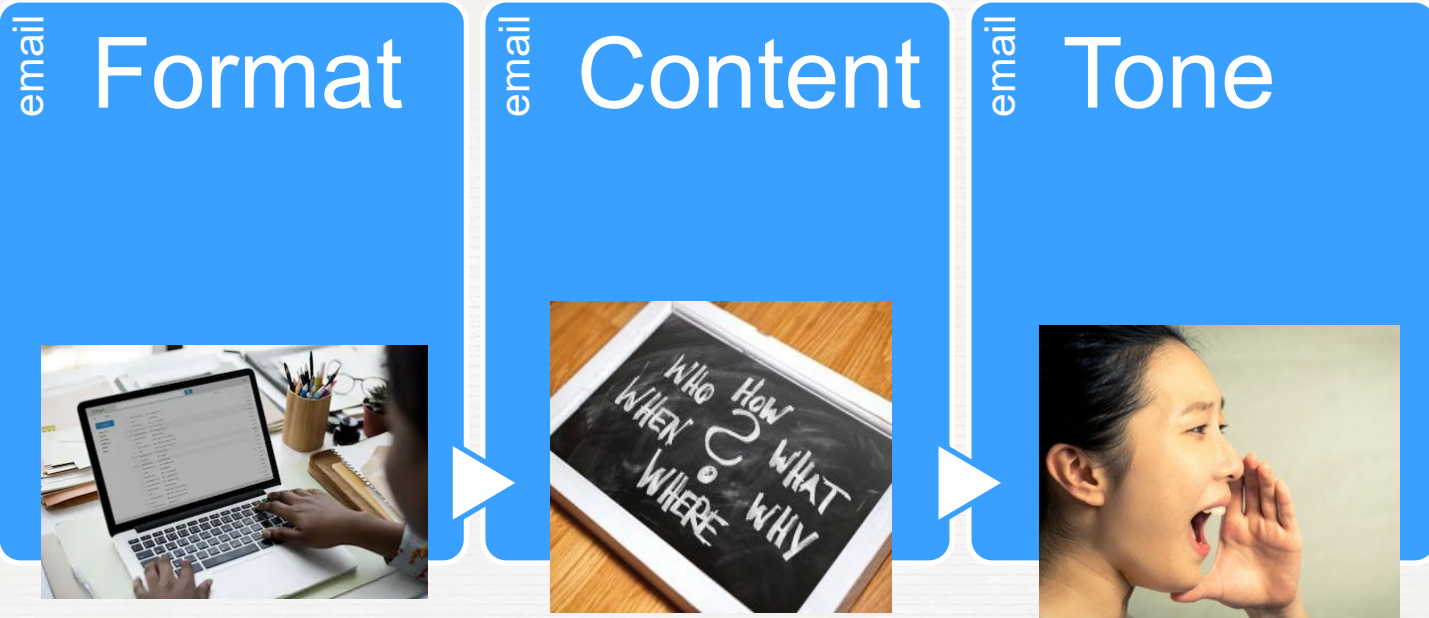 email
Format
email
Content
email
Tone
WHO HOW
WHEN ? WHAT
WHERE WHY